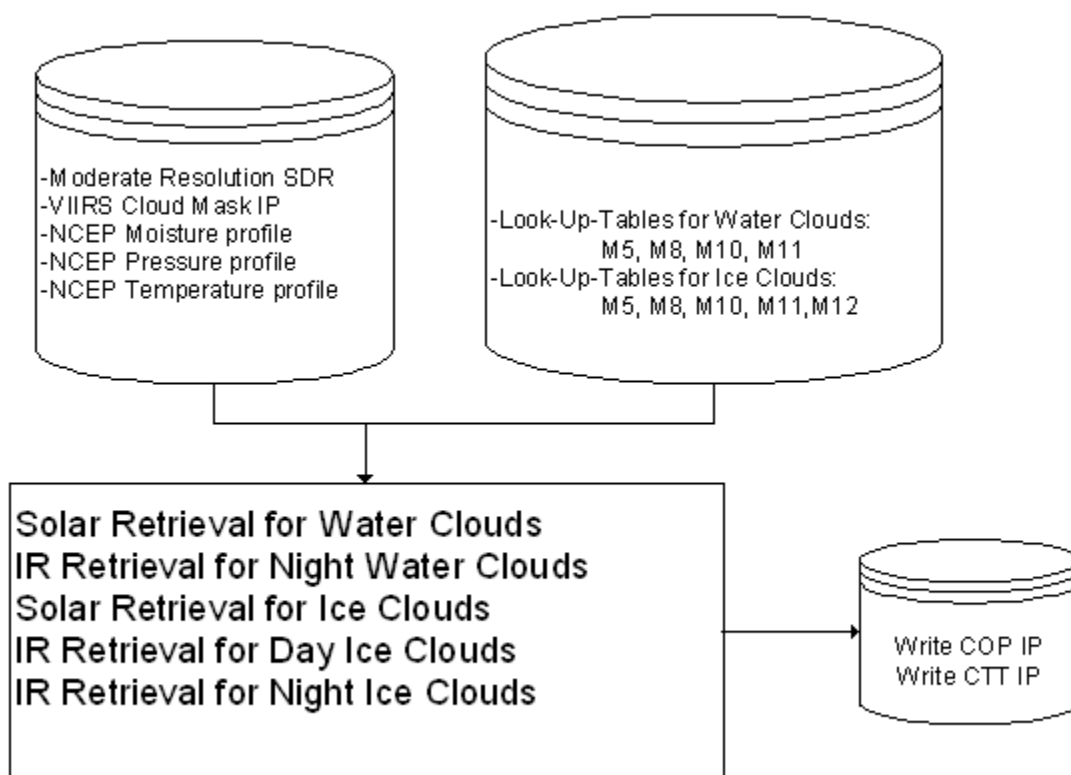 -Moderate Resolution SDR
-VIIRS Cloud Mask IP
-NCEP Moisture profile
-NCEP Pressure profile
-NCEP Temperature profile
-Look-Up-Tables for Water Clouds:
M5, M8, M10, M11
-Look-Up-Tables for Ice Clouds:
M5, M8, M10, M11,M12
Solar Retrieval for Water Clouds
IR Retrieval for Night Water Clouds
Solar Retrieval for Ice Clouds
IR Retrieval for Day Ice Clouds
IR Retrieval for Night Ice Clouds
Write COP IP
Write CTT IP